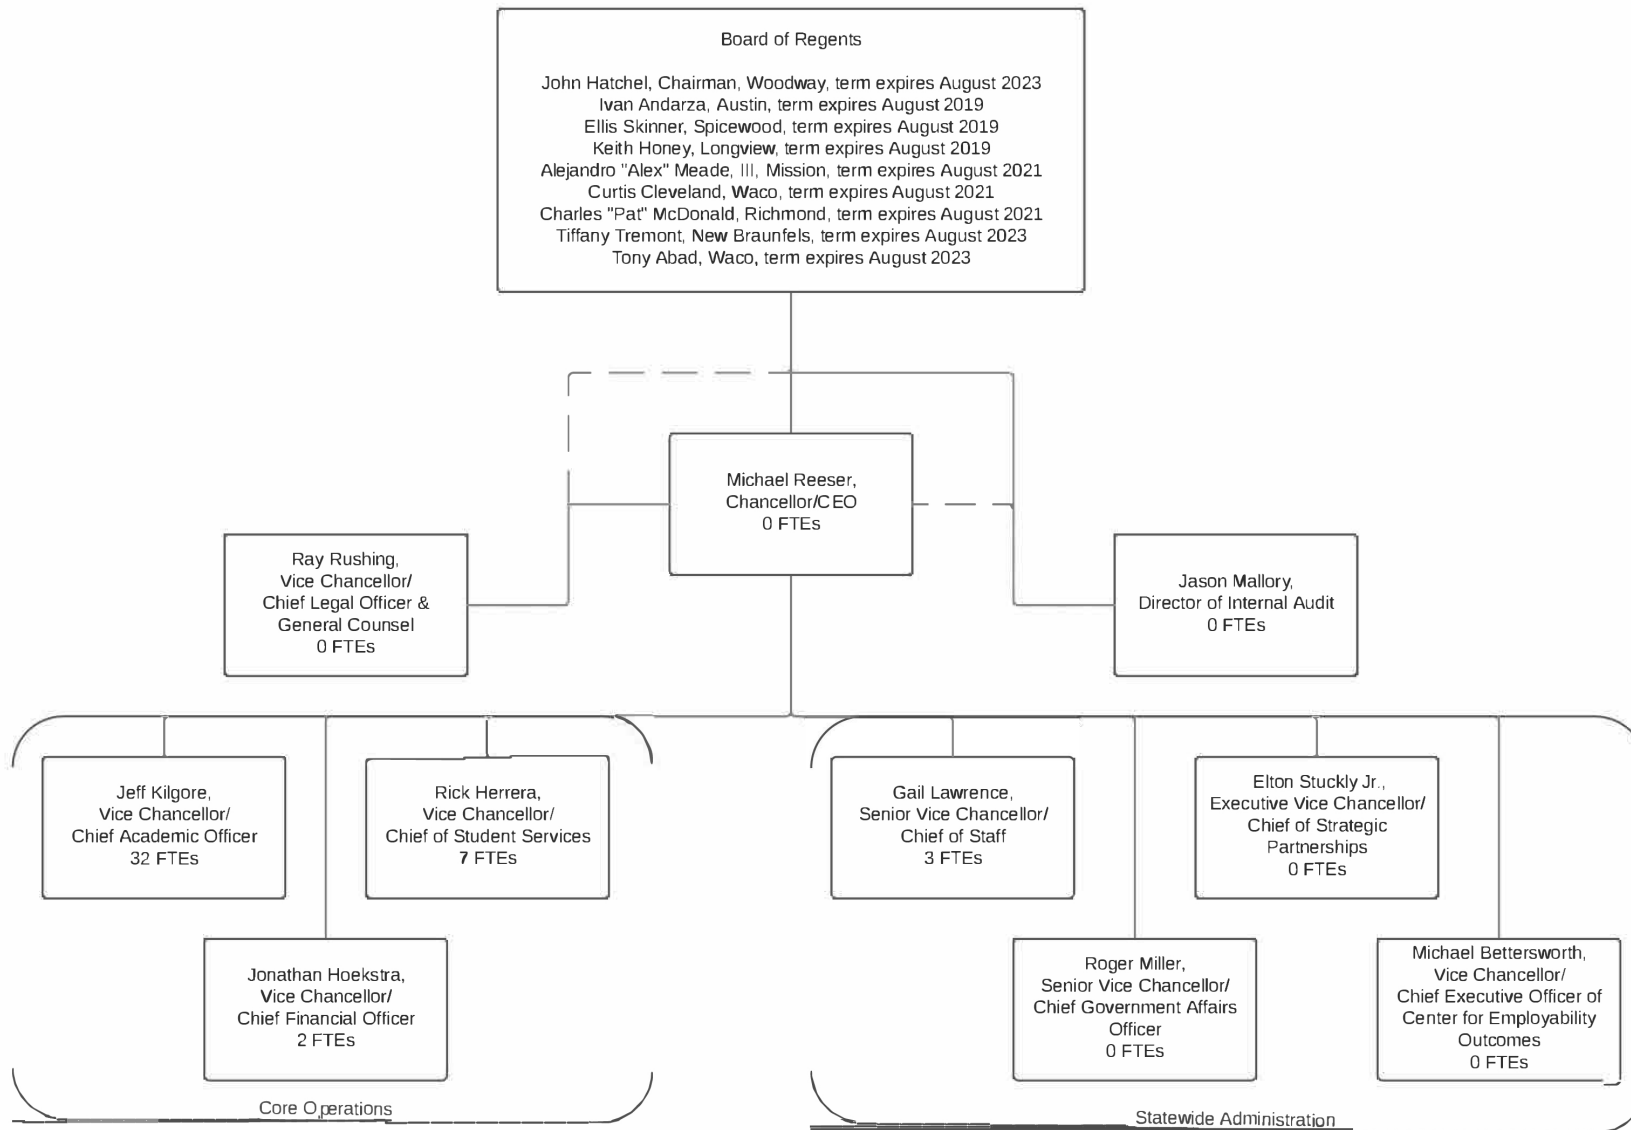 Board of Regents
John Hatchel, Chairman, Woodway, term expires August 2023
Ivan Andarza, Austin, term expires August 2019
Ellis Skinner, Spicewood, term expires August 2019
Keith Honey, Longview, term expires August 2019
Alejandro "Alex" Meade, III, Mission, term expires August 2021
Curtis Cleveland, Waco, term expires August 2021
Charles "Pat" McDonald, Richmond, term expires August 2021
Tiffany Tremont, New Braunfels, term expires August 2023
Tony Abad, Waco, term expires August 2023
Michael Reeser,
Chancellor/CEO
0 FTEs
Ray Rushing,
Vice Chancellor/
Chief Legal Officer &
General Counsel
0 FTEs
Jason Mallory,
Director of Internal Audit
0 FTEs
Jeff Kilgore,
Vice Chancellor/
Chief Academic Officer
32 FTEs
Rick Herrera,
Vice Chancellor/
Chief of Student Services
7 FTEs
Jonathan Hoekstra,
Vice Chancellor/
Chief Financial Officer
2 FTEs
Core Operations
Gail Lawrence,
Senior Vice Chancellor/
Chief of Staff
3 FTEs
Elton Stuckly Jr.,
Executive Vice Chancellor/
Chief of Strategic
Partnerships
0 FTEs
Roger Miller,
Senior Vice Chancellor/
Chief Government Affairs
Officer
0 FTEs
Michael Bettersworth,
Vice Chancellor/
Chief Executive Officer of
Center for Employability
Outcomes
0 FTEs
Statewide Administration